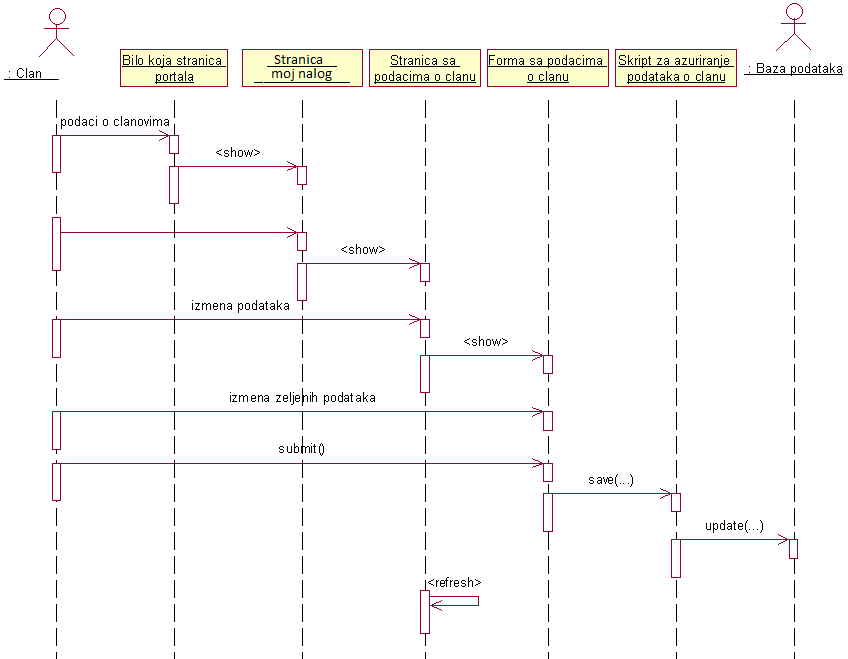 : Clan
Bilo koja stranica
portala
Stranica
moj nalog
Stranica sa
podacima o clanu
Forma sa podacima
o clanu
Skript za azuriranje
podataka o clanu
: Baza podataka
podaci o clanovima
<show>
<show>
izmena podataka
<show>
izmena zeljenih podataka
submit()
save(...)
update(...)
<refresh>